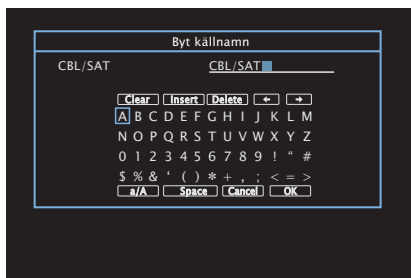 Byt källnamn
CBL/SAT CBL/SAT
Clear Insert Delete ← →
A B C D E F G H I J K L M
N O P Q R S T U V W X Y Z
0 1 2 3 4 5 6 7 8 9 ! “ #
$ % & ‘ ( ) * + , ; < = >
a/A Space Cancel OK